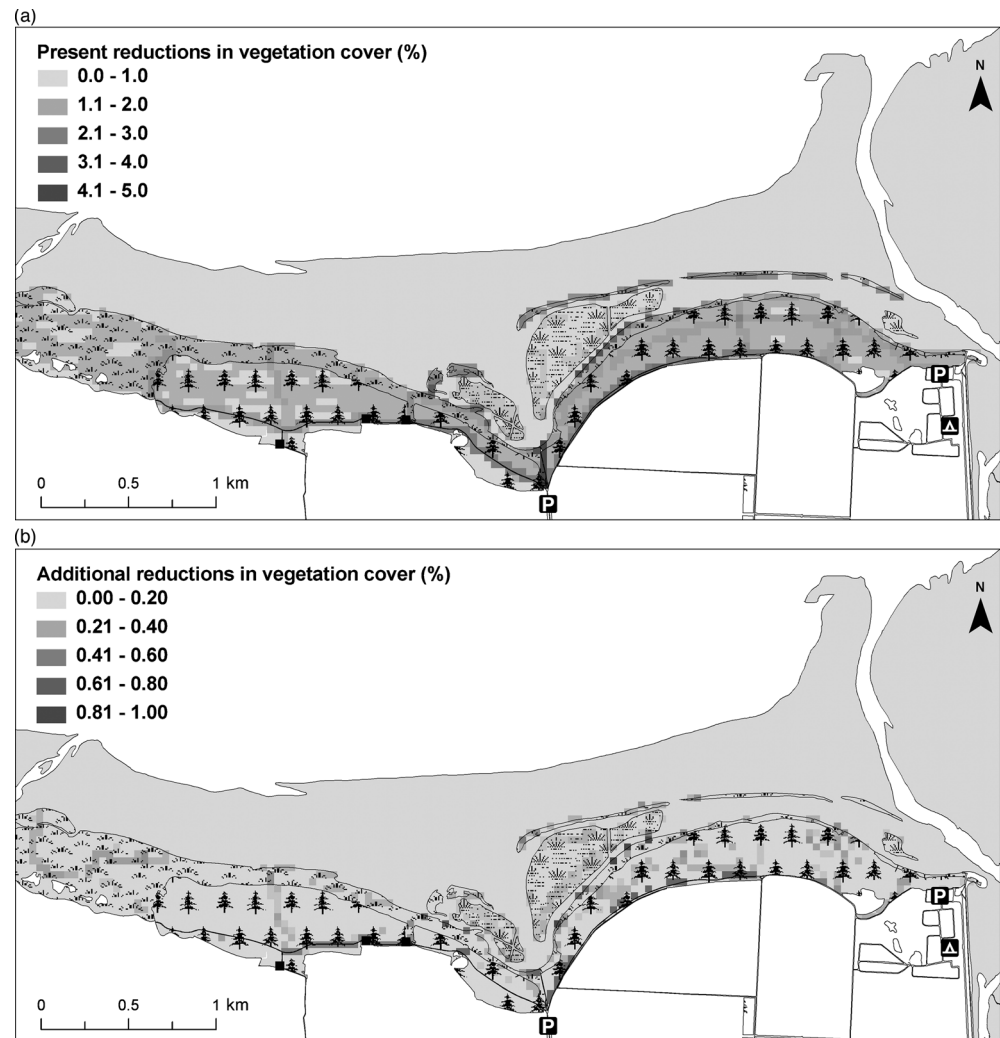 (a)
Present reductions in vegetation cover (%)
0.0 - 1.0
1.1 - 2.0
2.1 - 3.0
3.1 - 4.0
4.1 - 5.0
N
P
0 0.5 1 km
P
(b)
Additional reductions in vegetation cover (%)
0.00 - 0.20
0.21 - 0.40
0.41 - 0.60
0.61 - 0.80
0.81 - 1.00
N
P
0 0.5 1 km
P